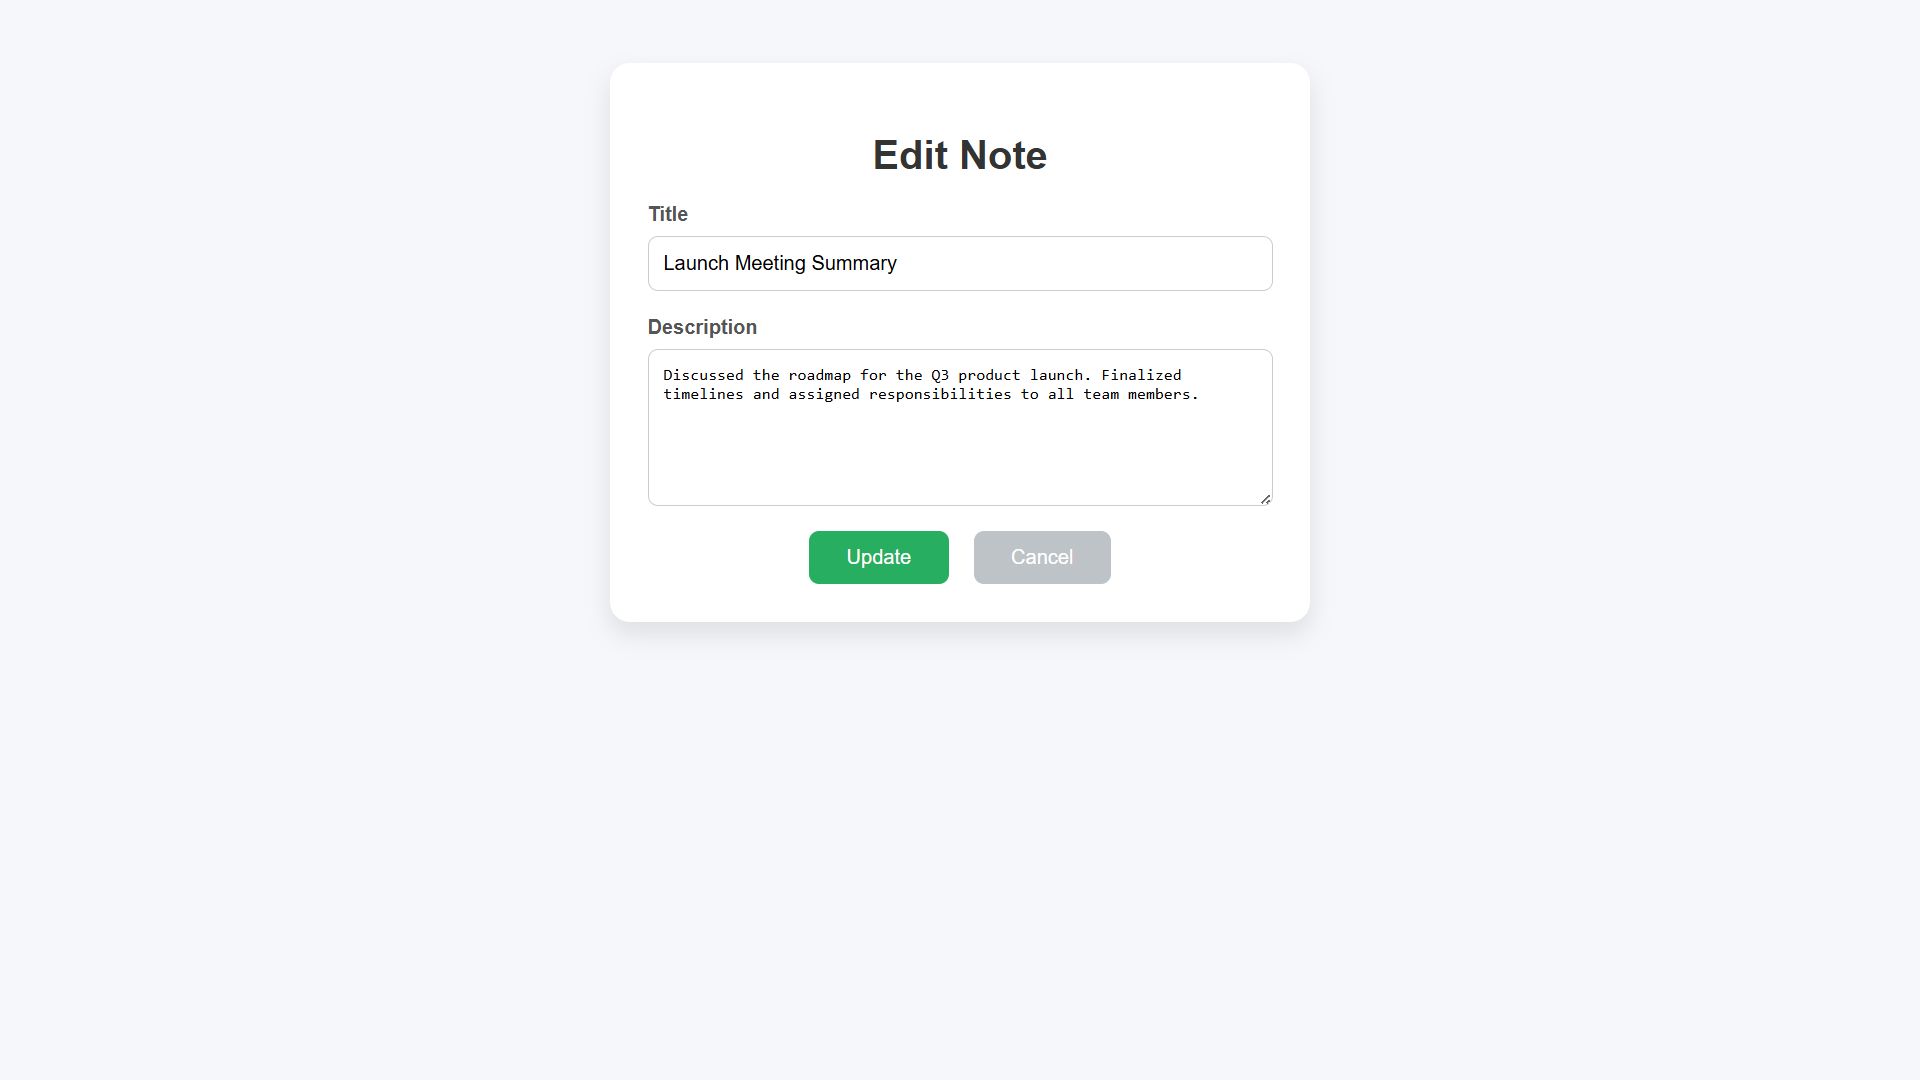 Edit Note
Title
Launch Meeting Summary
Description
Discussed the roadmap for the Q3 product launch. Finalized
timelines and assigned responsibilities to all team members.
Update
Cancel